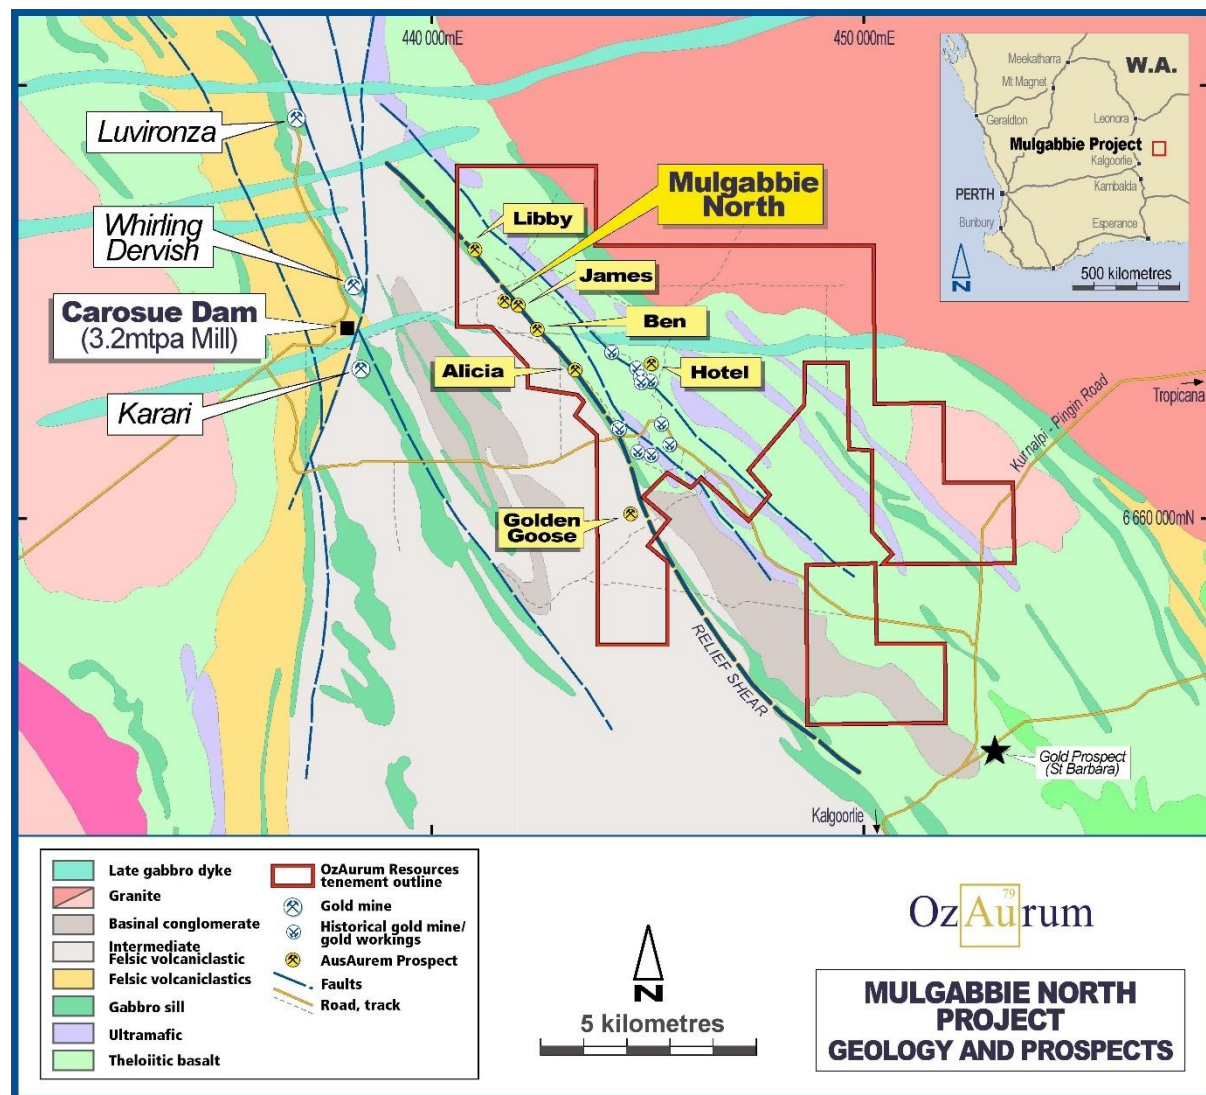 440 000mE
450 000mE
Meekatharra
W.A.
Mt Magnet
Geraldton
Leonora
Mulgabbie Project
Kalgoorlie
PERTH
Kambalda
Bunbury
Esperance
N
500 kilometres
Luvironza
Mulgabbie
North
Libby
Whirling
Dervish
James
Carosue Dam
(3.2mtpa Mill)
Ben
Alicia
Hotel
Karari
Tropicana
Kurnalpi - Pingin Road
Golden
Goose
6 660 000mN
RELIEF SHEAR
Gold Prospect
(St Barbara)
Kalgoorlie
Late gabbro dyke
Granite
Basinal conglomerate
Intermediate
Felsic volcaniclastic
Felsic volcaniclastics
Gabbro sill
Ultramafic
Theloiitic basalt
OzAurum Resources
tenement outline
Gold mine
Historical gold mine/
gold workings
AusAurem Prospect
Faults
Road, track
N
5 kilometres
79
OzAurum
MULGABBIE NORTH
PROJECT
GEOLOGY AND PROSPECTS